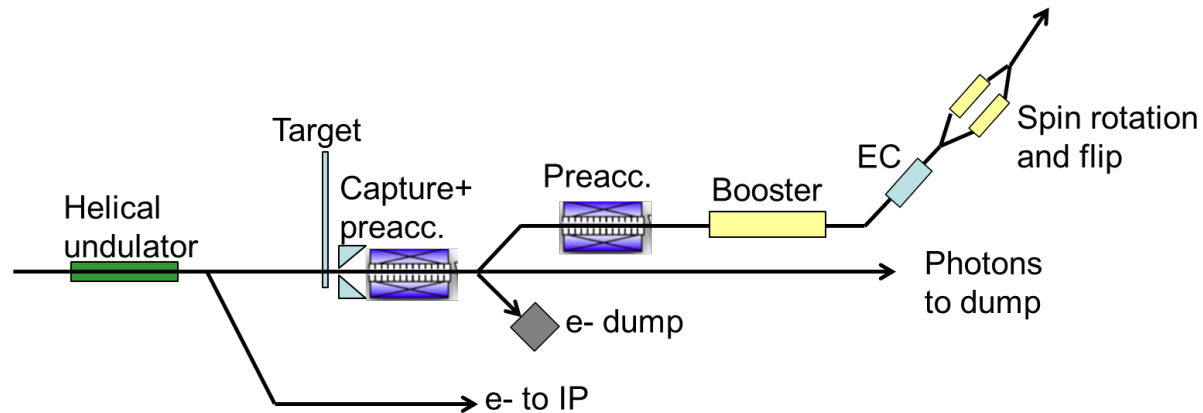 Target
Capture+
preacc.
Helical
undulator
Preacc.
Booster
EC
Spin rotation
and flip
Photons
to dump
e- dump
e- to IP